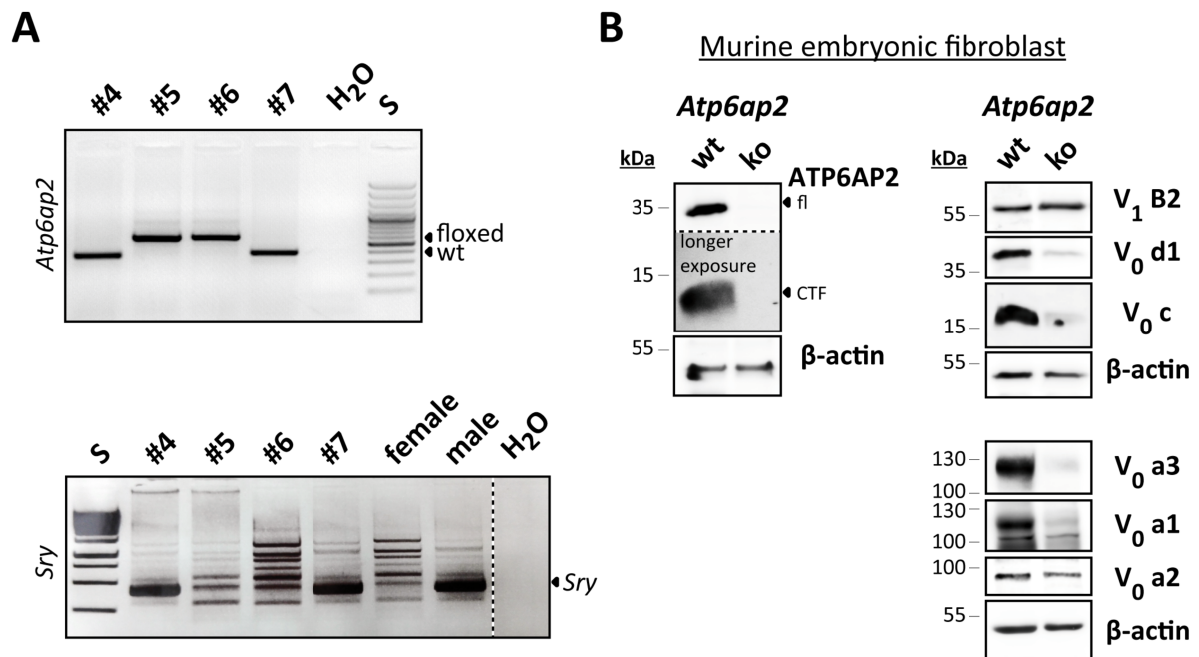 A
#4 #5 #6 #7 H2O S
Atp6ap2
floxed
wt
S #4 #5 #6 #7 female male H2O
Sry
Sry
B
Murine embryonic fibroblast
Atp6ap2
kDa wt ko
ATP6AP2
35
fl
longer
exposure
15
CTF
55
β-actin
Atp6ap2
kDa wt ko
55
V1 B2
35
V0 d1
15
V0 c
55
β-actin
130
V0 a3
100
130
V0 a1
100
100
V0 a2
55
β-actin